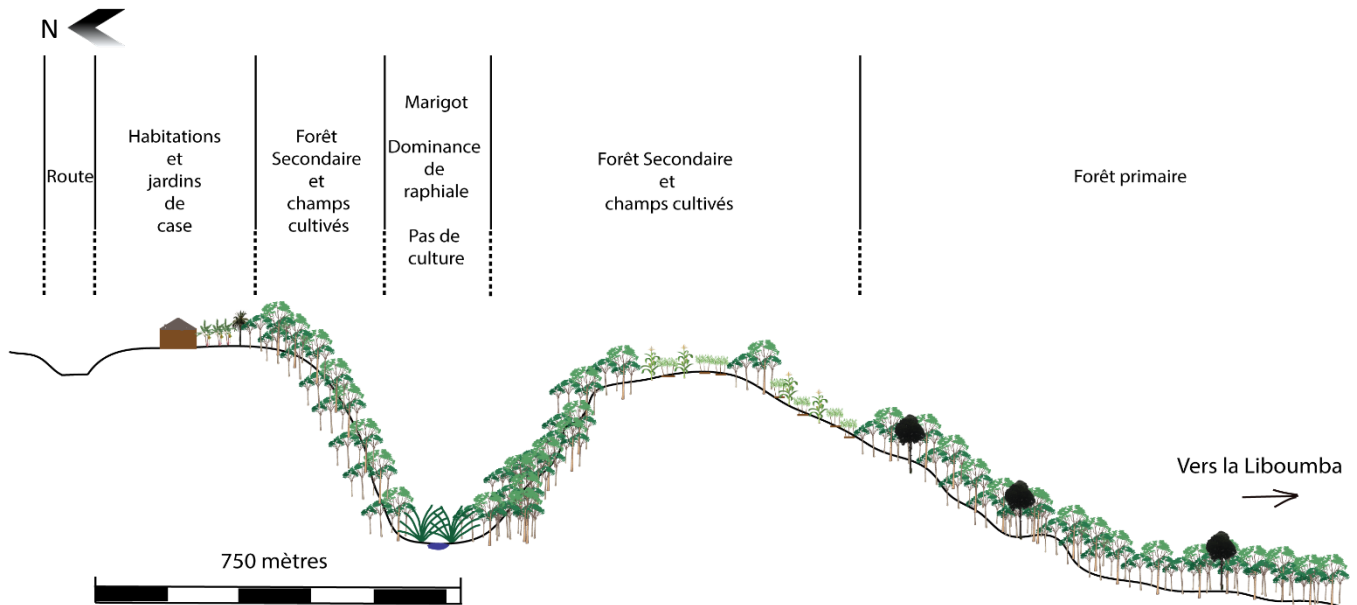 N
Route
Habitations
et
jardins
de
case
Forêt
Secondaire
et
champs
cultivés
Marigot
Dominance
de
raphiale
Pas de
culture
Forêt Secondaire
et
champs cultivés
Forêt primaire
Vers la Liboumba
750 mètres